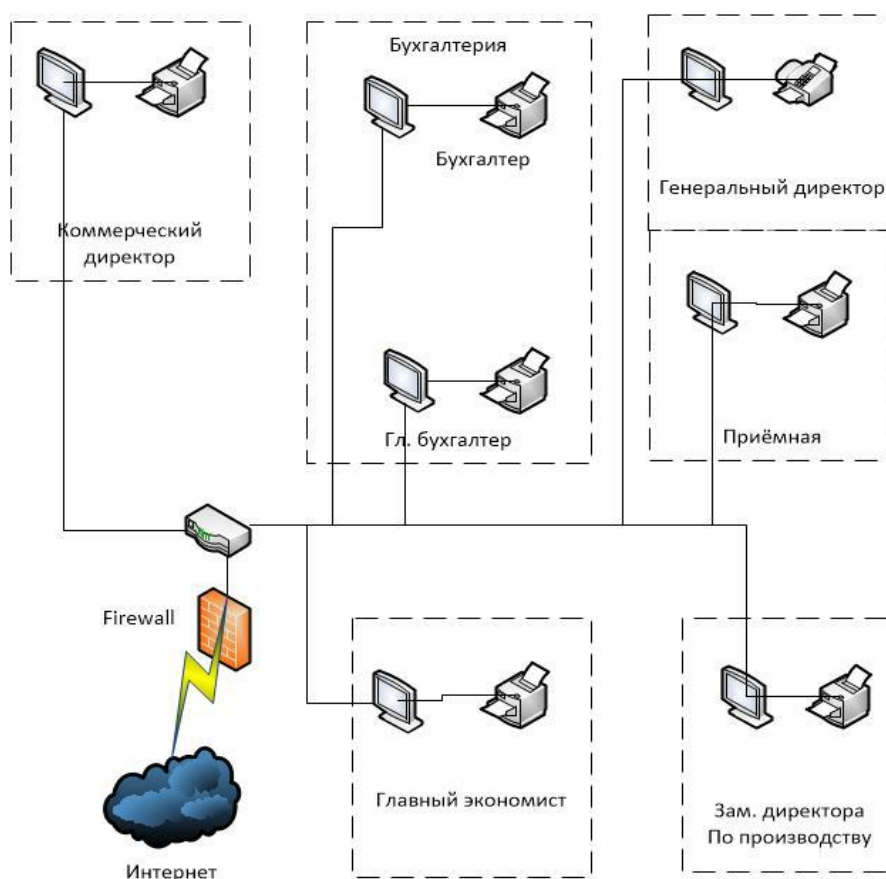 Бухгалтерия
Бухгалтер
Генеральный директор
Коммерческий
директор
Гл. бухгалтер
Приёмная
Firewall
Главный экономист
Зам. директора
По производству
Интернет